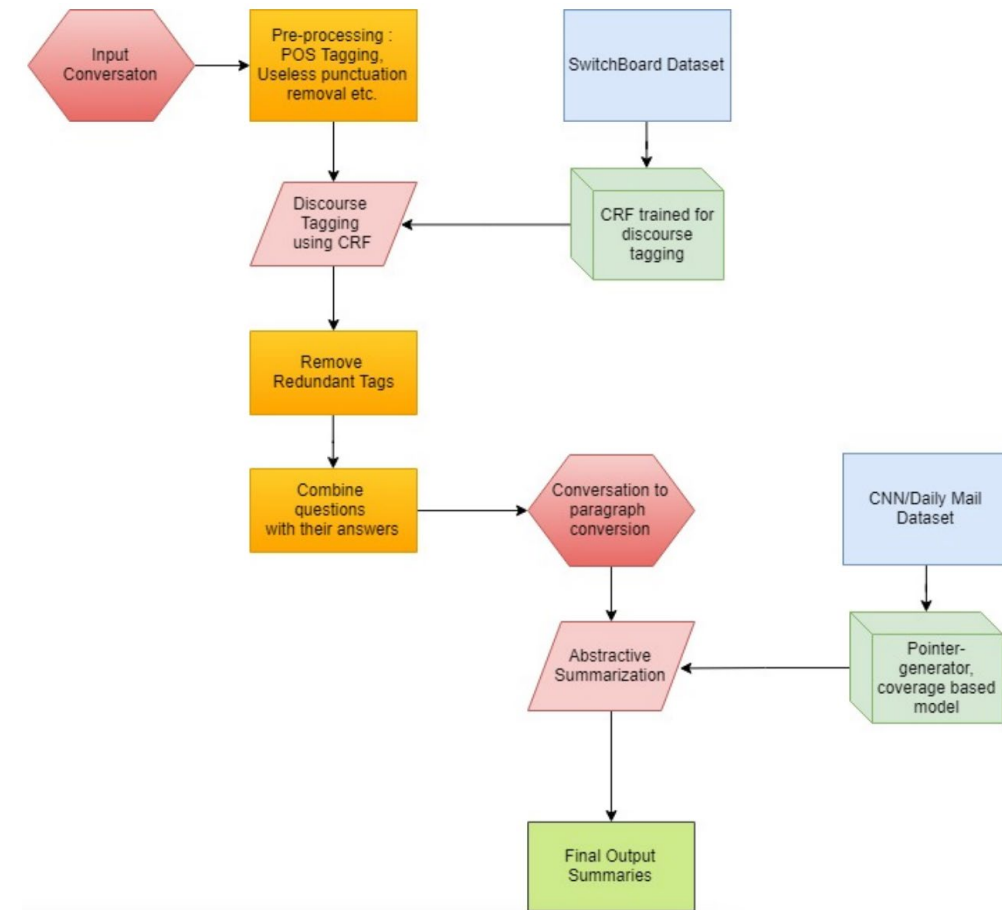 Input
Conversaton
Pre-processing :
POS Tagging,
Useless punctuation
removal etc.
SwitchBoard Dataset
Discourse
Tagging
using CRF
CRF trained for
discourse
tagging
Remove
Redundant Tags
Combine
questions
with their answers
Conversation to
paragraph
conversion
CNN/Daily Mail
Dataset
Abstractive
Summarization
Pointer-
generator,
coverage based
model
Final Output
Summaries